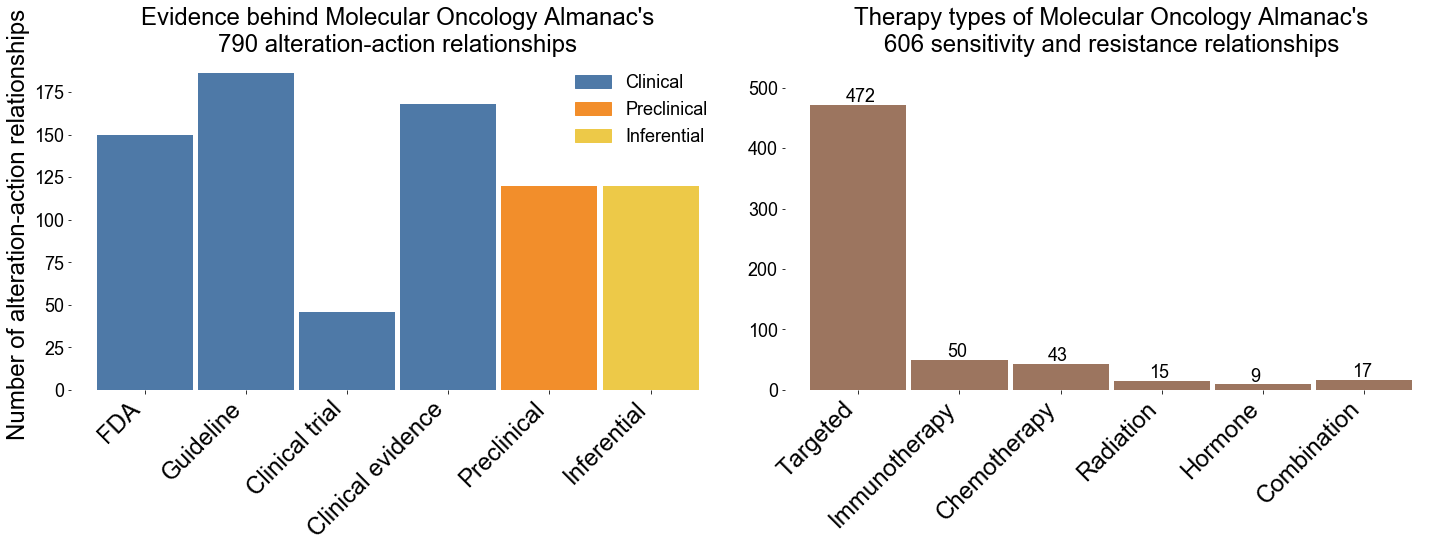 Evidence behind Molecular Oncology Almanac's
790 alteration-action relationships
Number of alteration-action relationships
175
150
125
100
75
50
25
0
Clinical
Preclinical
Inferential
FDA
Guideline
Clinical trial
Clinical evidence
Preclinical
Inferential
Therapy types of Molecular Oncology Almanac's
606 sensitivity and resistance relationships
500
400
300
200
100
0
472
50
43
15
9
17
Targeted
Immunotherapy
Chemotherapy
Radiation
Hormone
Combination